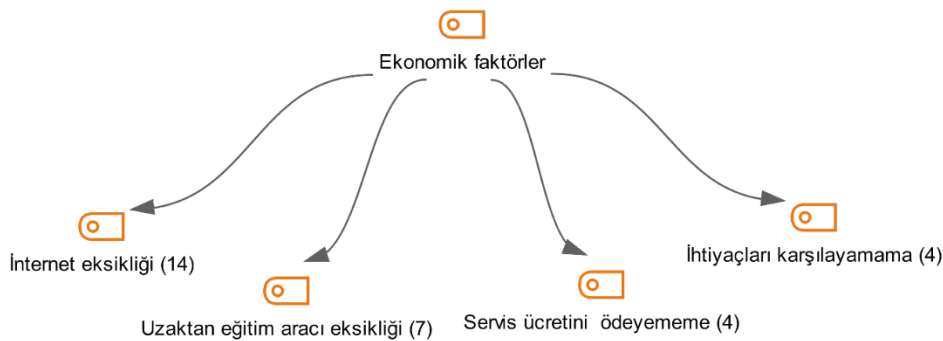 Ekonomik faktörler
İnternet eksikliği (14)
İhtiyaçları karşılayamama (4)
Uzaktan eğitim aracı eksikliği (7)
Servis ücretini ödeyememe (4)